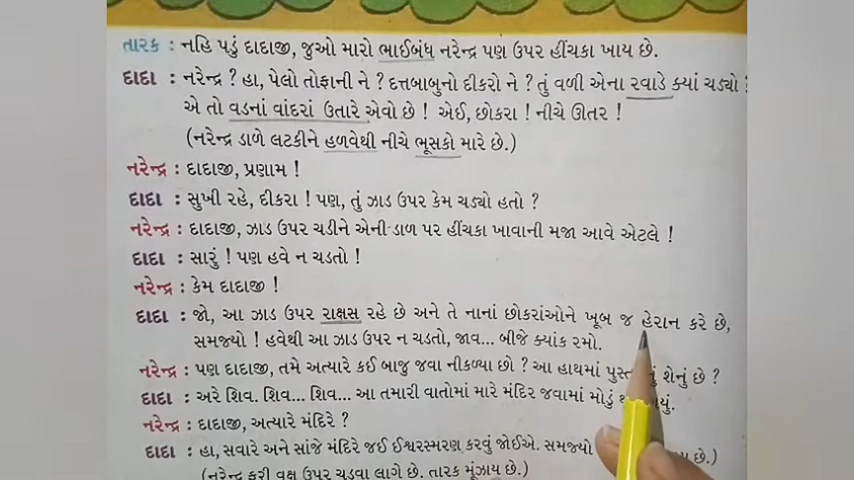 તારક : નહિ પડું દાદાજી, જુઓ મારો ભાઈબંધ નરેન્દ્ર પણ ઉપર હીંચકા ખાય છે.
દાદા : નરેન્દ્ર ? હા, પેલો તોફાની ને ? દત્તબાબુનો દીકરો ને ? તું વળી એના રવાડે ક્યાં ચડ્યો ?
એ તો વડનાં વાંદરાં ઉતારે એવો છે ! એઈ, છોકરા ! નીચે ઊતર !
(નરેન્દ્ર ડાળે લટકીને હળવેથી નીચે ભૂસકો મારે છે.)
નરેન્દ્ર : દાદાજી, પ્રણામ !
દાદા : સુખી રહે, દીકરા ! પણ, તું ઝાડ ઉપર કેમ ચડ્યો હતો ?
નરેન્દ્ર : દાદાજી, ઝાડ ઉપર ચડીને એની ડાળ પર હીંચકા ખાવાની મજા આવે એટલે !
દાદા : સારું ! પણ હવે ન ચડતો !
નરેન્દ્ર : કેમ દાદાજી !
દાદા : જો, આ ઝાડ ઉપર રાક્ષસ રહે છે અને તે નાનાં છોકરાંઓને ખૂબ જ હેરાન કરે છે,
સમજ્યો ! હવેથી આ ઝાડ ઉપર ન ચડતો, જાવ... બીજે ક્યાંક રમો.
નરેન્દ્ર : પણ દાદાજી, તમે અત્યારે કઈ બાજુ જવા નીકળ્યા છો ? આ હાથમાં શેનું છે ?
દાદા : અરે શિવ. શિવ... શિવ... આ તમારી વાતોમાં મારે મંદિર જવામાં મોડું
નરેન્દ્ર : દાદાજી, અત્યારે મંદિરે ?
દાદા : હા, સવારે અને સાંજે મંદિરે જઈ ઈશ્વરસ્મરણ કરવું જોઈએ. સમજ્યો છે.)
(નરેન્દ્ર ફરી વૃક્ષ ઉપર ચડવા લાગે છે. તારક મૂંઝાય છે.)